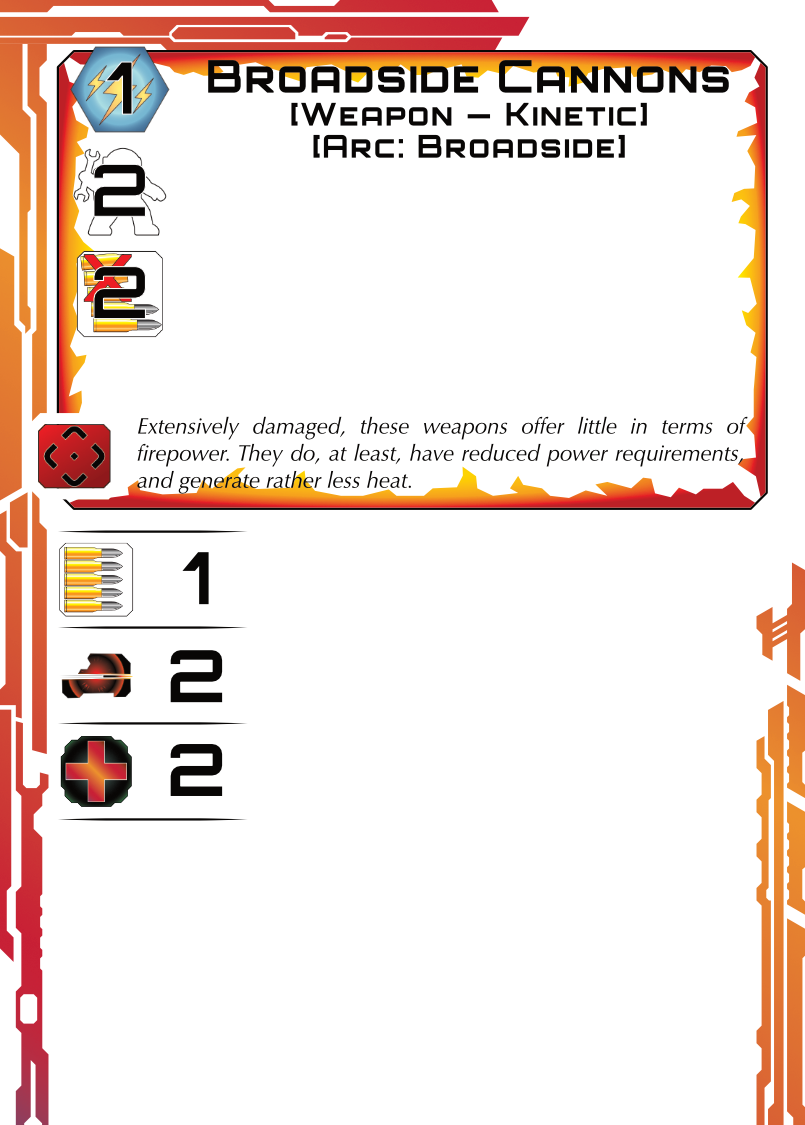 1
Broadside Cannons
[Weapon – Kinetic]
[Arc: Broadside]
2
2
Extensively damaged, these weapons offer little in terms of
firepower. They do, at least, have reduced power requirements,
and generate rather less heat.
1
2
2